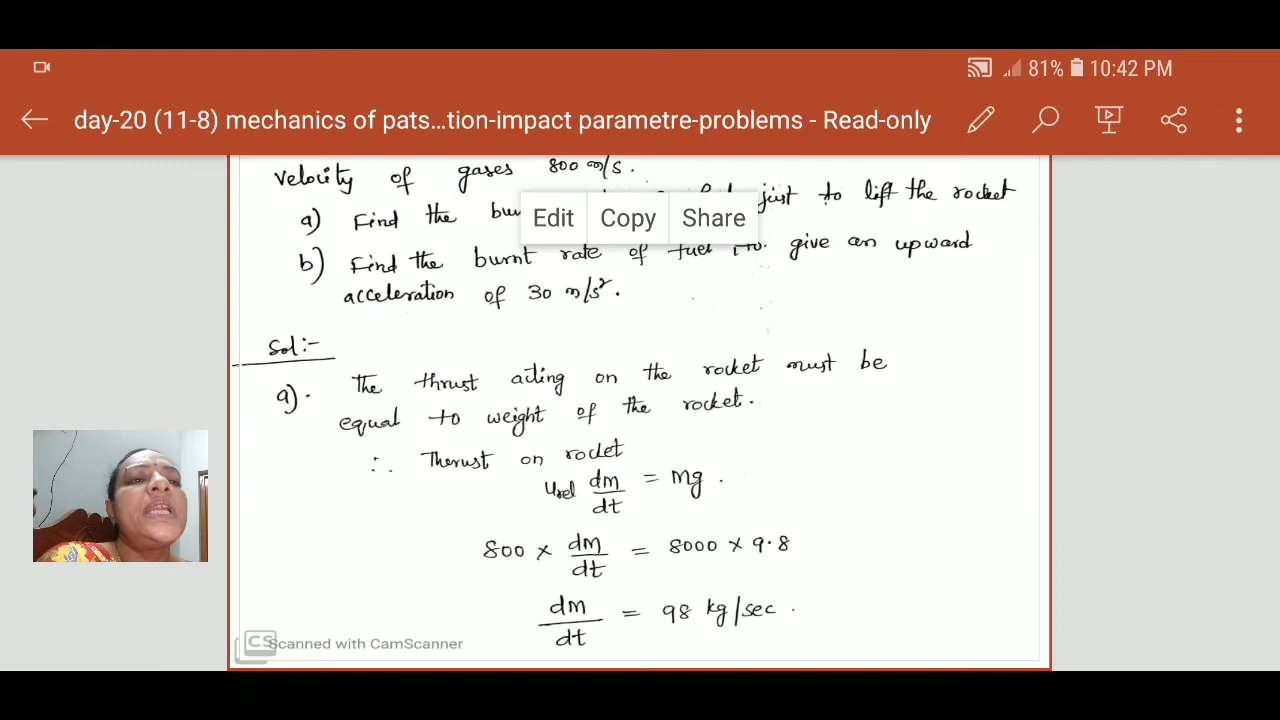 81% 10:42 PM
day-20 (11-8) mechanics of pats...tion-impact parametre-problems - Read-only
velocity of gases 800 m/s.
a) Find the just to lift the rocket
Edit Copy Share
b) Find the burnt rate of fuel to give an upward
acceleration of 30 m/s².
Sol:-
a). The thrust acting on the rocket must be
equal to weight of the rocket.
∴ Therust on rocket
u_rel dm/dt = Mg.
800 × dM/dt = 8000 × 9.8
dM/dt = 98 kg/sec.
CS Scanned with CamScanner